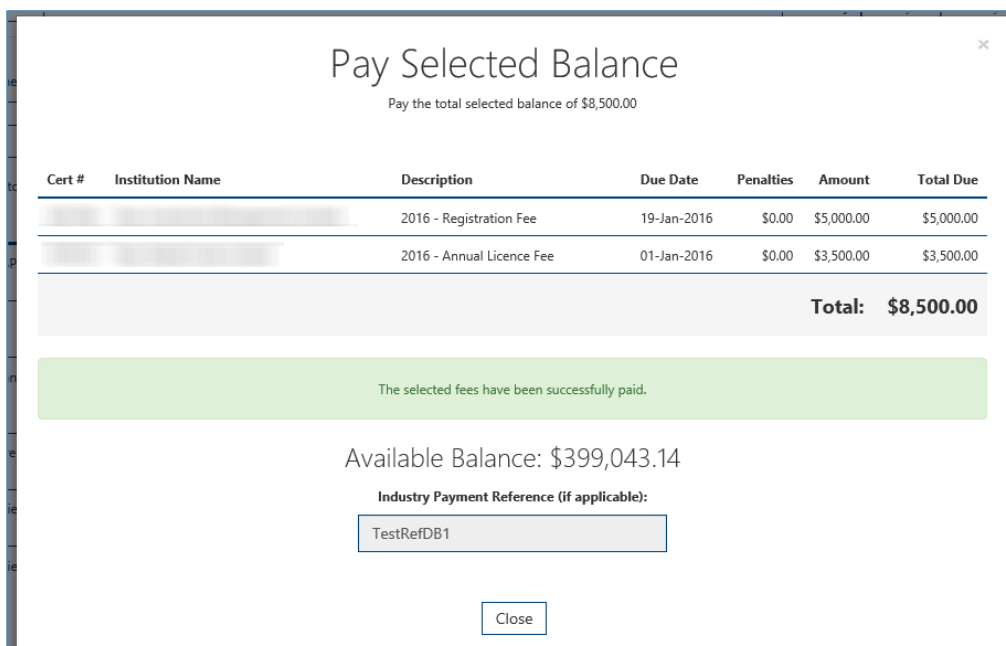 ×
Pay Selected Balance
Pay the total selected balance of $8,500.00
Cert # Institution Name Description Due Date Penalties Amount Total Due
2016 - Registration Fee 19-Jan-2016 $0.00 $5,000.00 $5,000.00
2016 - Annual Licence Fee 01-Jan-2016 $0.00 $3,500.00 $3,500.00
Total: $8,500.00
The selected fees have been successfully paid.
Available Balance: $399,043.14
Industry Payment Reference (if applicable):
TestRefDB1
Close